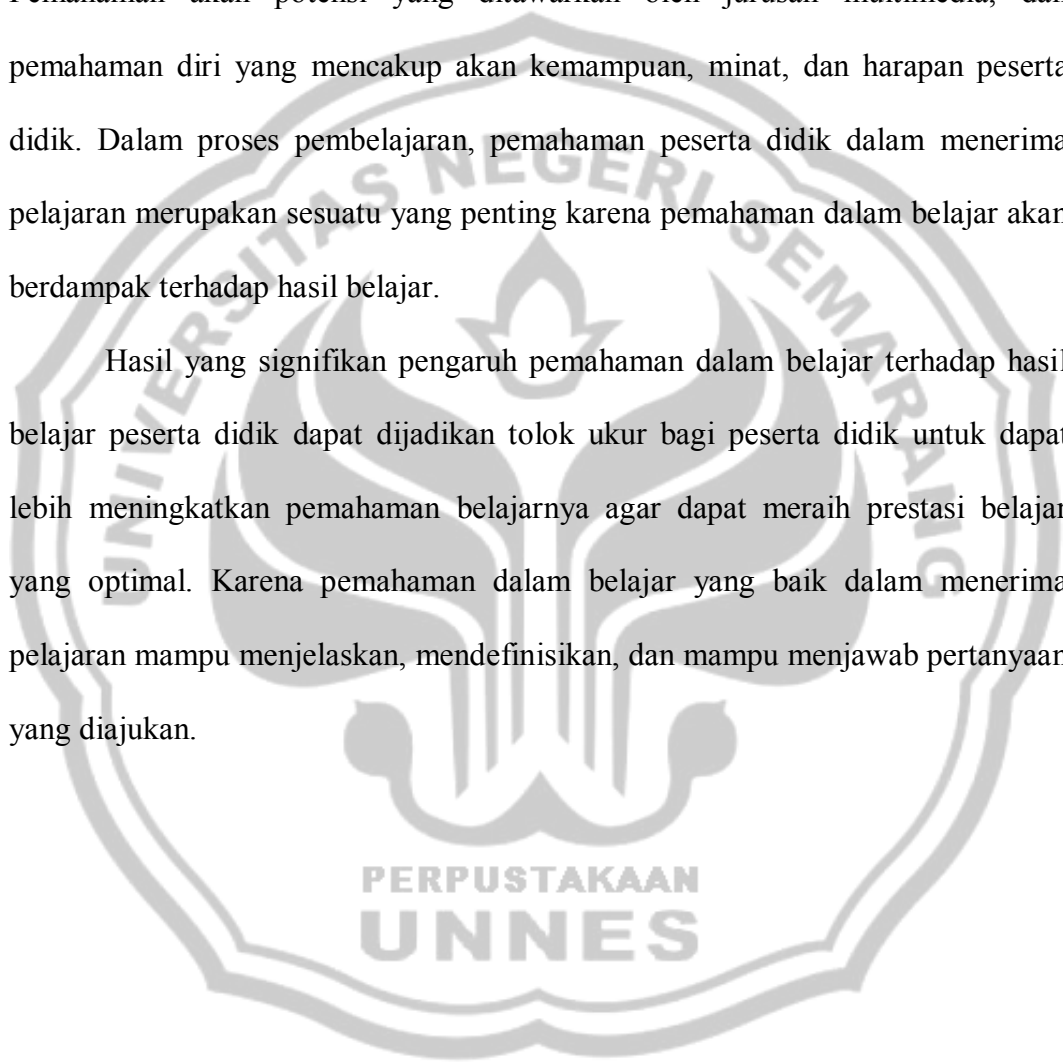 Pemahaman akan potensi yang ditawarkan oleh jurusan multimedia, dan
pemahaman diri yang mencakup akan kemampuan, minat, dan harapan peserta
didik. Dalam proses pembelajaran, pemahaman peserta didik dalam menerima
pelajaran merupakan sesuatu yang penting karena pemahaman dalam belajar akan
berdampak terhadap hasil belajar.
Hasil yang signifikan pengaruh pemahaman dalam belajar terhadap hasil
belajar peserta didik dapat dijadikan tolok ukur bagi peserta didik untuk dapat
lebih meningkatkan pemahaman belajarnya agar dapat meraih prestasi belajar
yang optimal. Karena pemahaman dalam belajar yang baik dalam menerima
pelajaran mampu menjelaskan, mendefinisikan, dan mampu menjawab pertanyaan
yang diajukan.
UNIVERSITAS NEGERI SEMARANG
PERPUSTAKAAN
UNNES